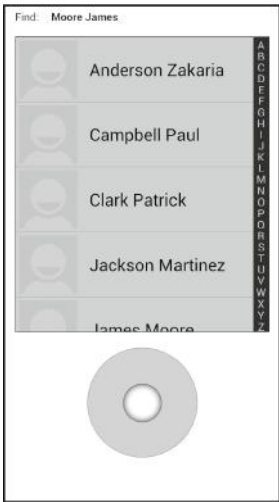 Find: Moore James
Anderson Zakaria
Campbell Paul
Clark Patrick
Jackson Martinez
James Moore
A
B
C
D
E
F
G
H
I
J
K
L
M
N
O
P
Q
R
S
T
U
V
W
X
Y
Z